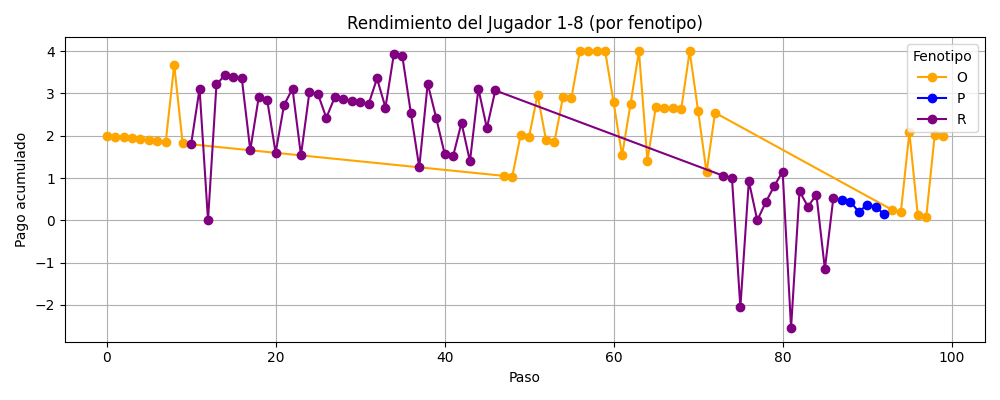 Rendimiento del Jugador 1-8 (por fenotipo)
Pago acumulado
4
3
2
1
0
−1
−2
Fenotipo
O
P
R
0 20 40 60 80 100
Paso